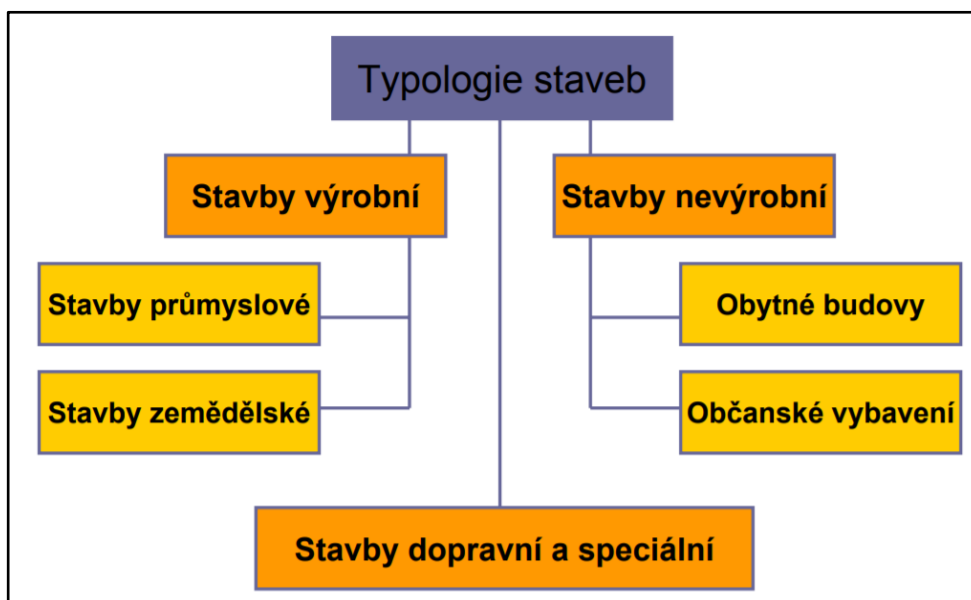 Typologie staveb
Stavby výrobní
Stavby nevýrobní
Stavby průmyslové
Obytné budovy
Stavby zemědělské
Občanské vybavení
Stavby dopravní a speciální